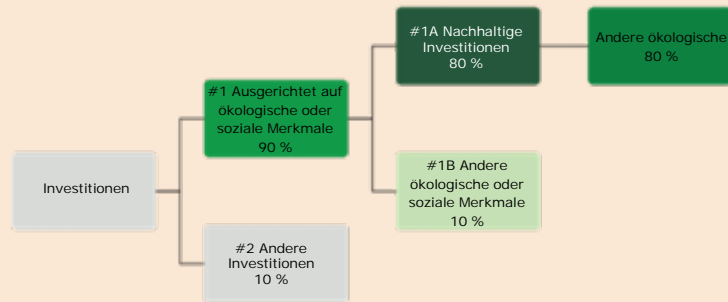 #1A Nachhaltige
Investitionen
80 %
Andere ökologische
80 %
#1 Ausgerichtet auf
ökologische oder
soziale Merkmale
90 %
#1B Andere
ökologische oder
soziale Merkmale
10 %
Investitionen
#2 Andere
Investitionen
10 %